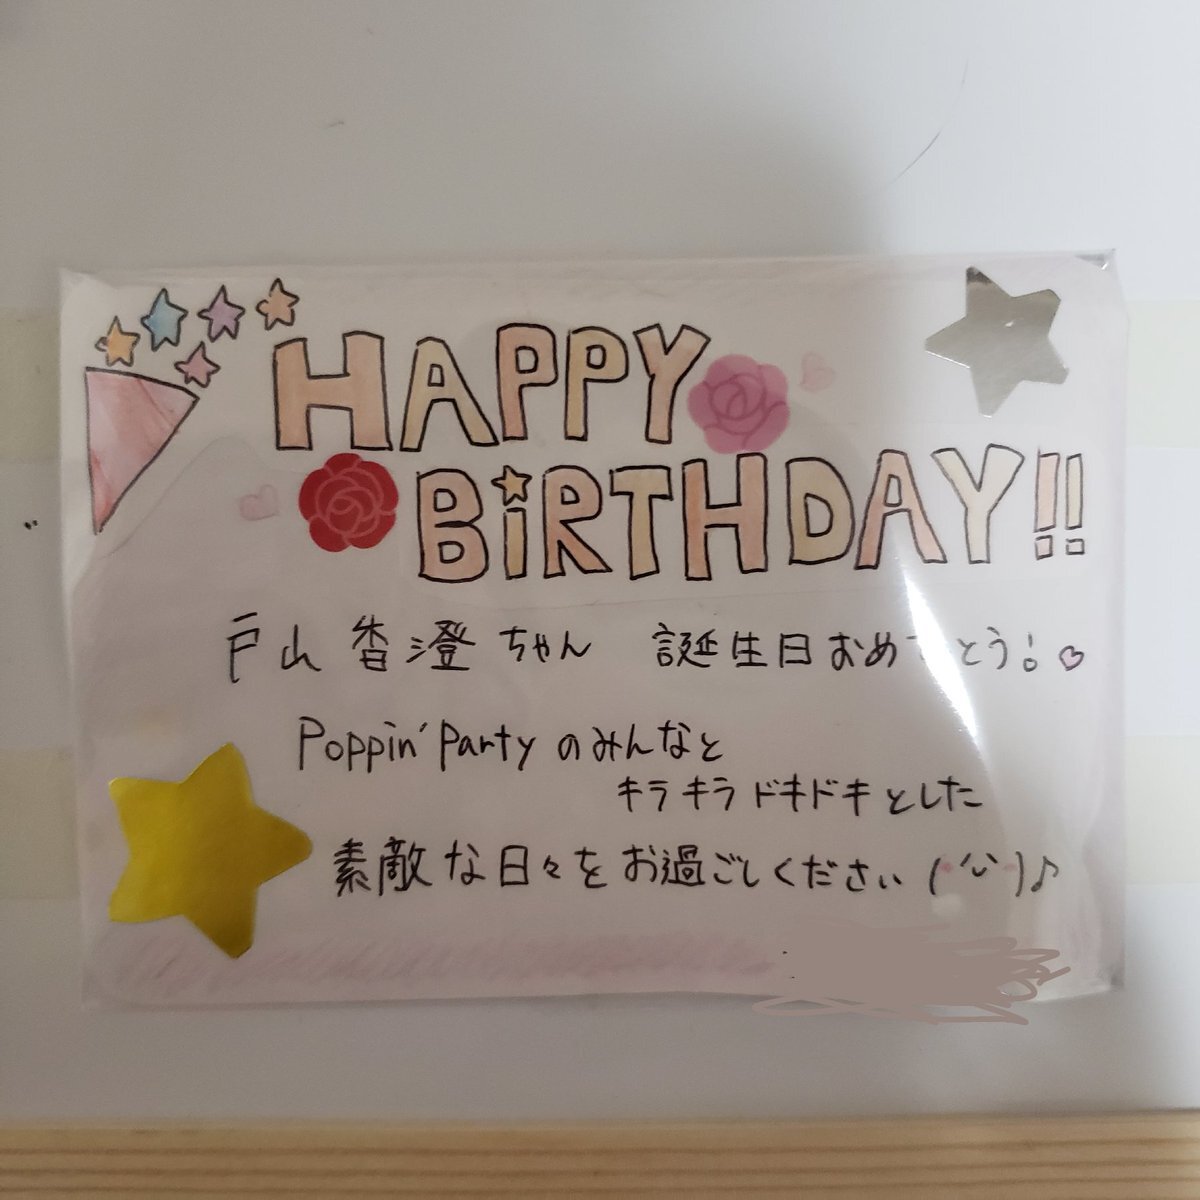 HAPPY
BiRTHDAY!!
戸山 香澄 ちゃん 誕生日おめでとう!♡
Poppin'Partyのみんなと
キラキラドキドキとした
素敵な日々をお過ごしください('ᴗ')♪